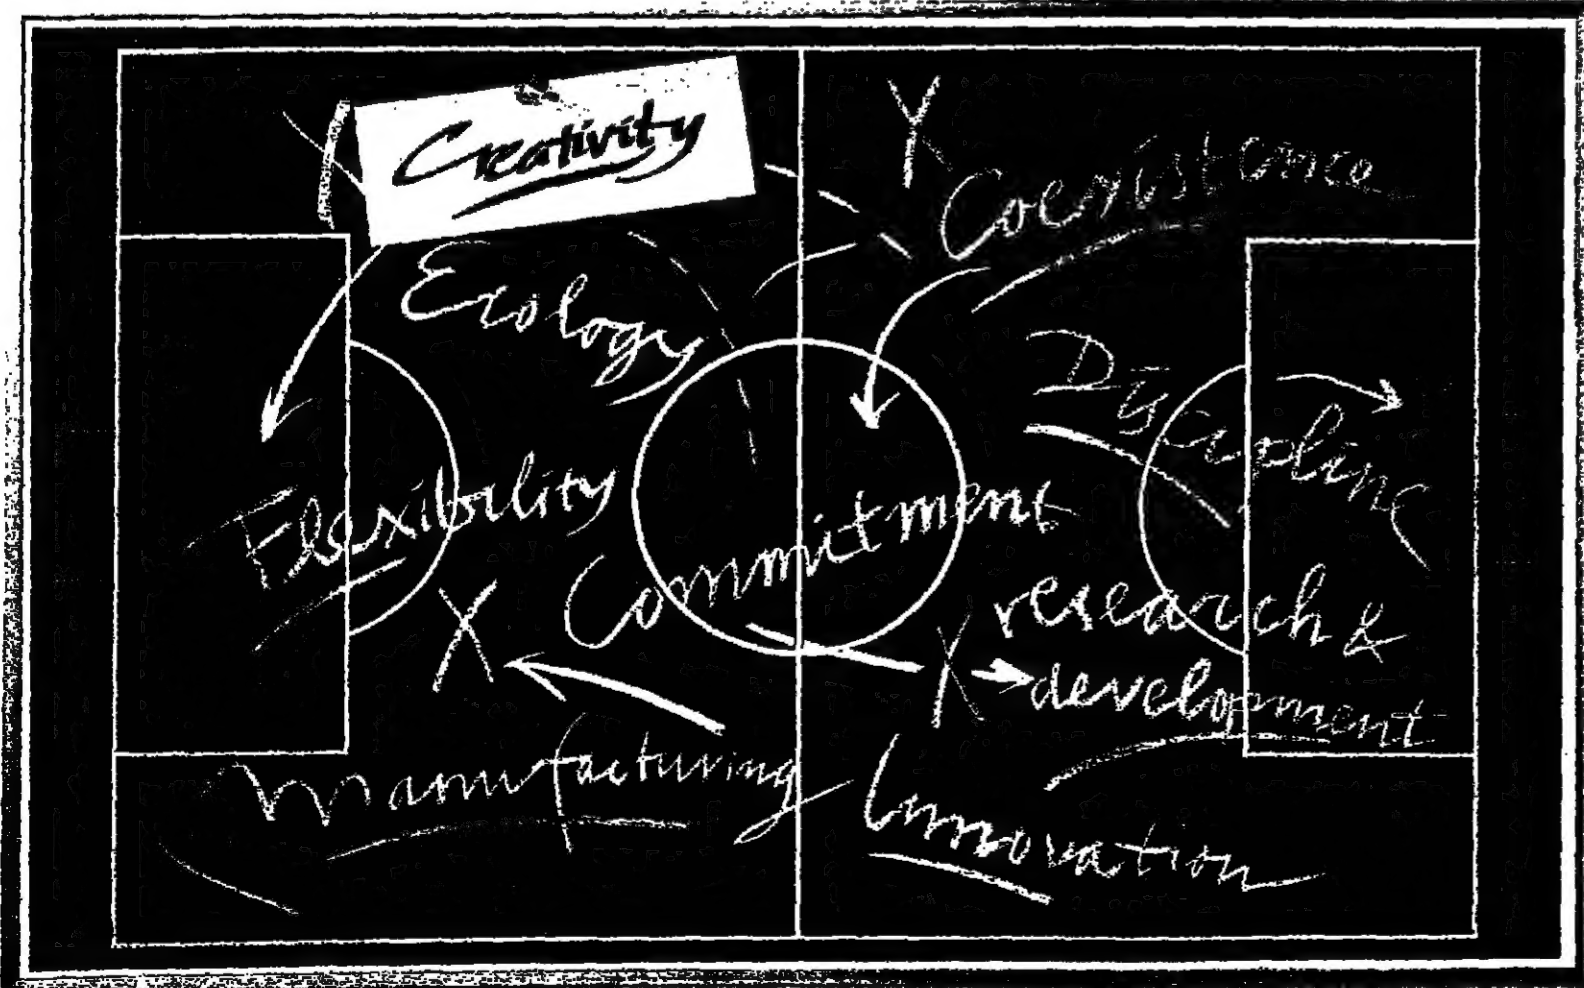 Creativity
Coexistence
Ecology
Discipline
Flexibility
Commitment
research &
development
Manufacturing
Innovation